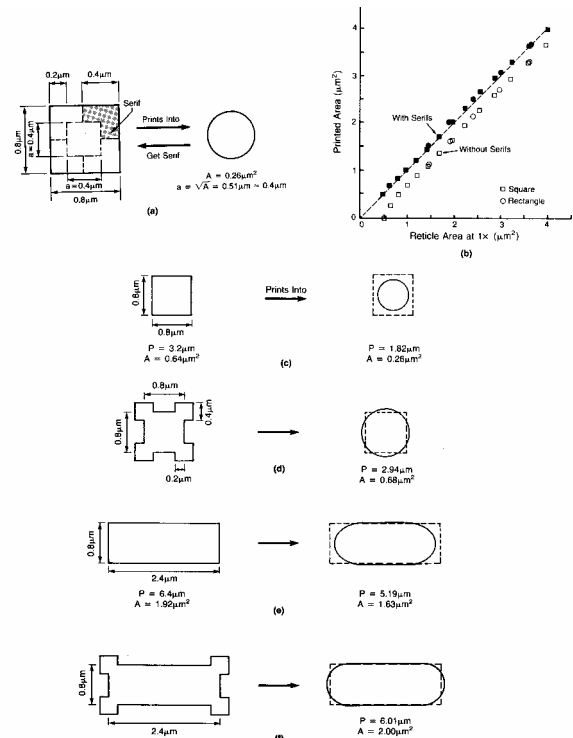 0.2μm
0.4μm
Serif
0.8μm
a=0.4μm
Prints Into
Get Serif
a=0.4μm
0.8μm
A = 0.26μm²
a = √A = 0.51μm ~ 0.4μm
(a)
Printed Area (μm²)
4
3
2
1
0
With Serifs
Without Serifs
□ Square
○ Rectangle
0 1 2 3 4
Reticle Area at 1× (μm²)
(b)
0.8μm
0.8μm
Prints Into
P = 3.2μm
A = 0.64μm²
P = 1.82μm
A = 0.26μm²
(c)
0.8μm
0.4μm
0.8μm
0.2μm
P = 2.94μm
A = 0.68μm²
(d)
0.8μm
2.4μm
P = 6.4μm
A = 1.92μm²
P = 5.19μm
A = 1.63μm²
(e)
0.8μm
2.4μm
P = 6.01μm
A = 2.00μm²